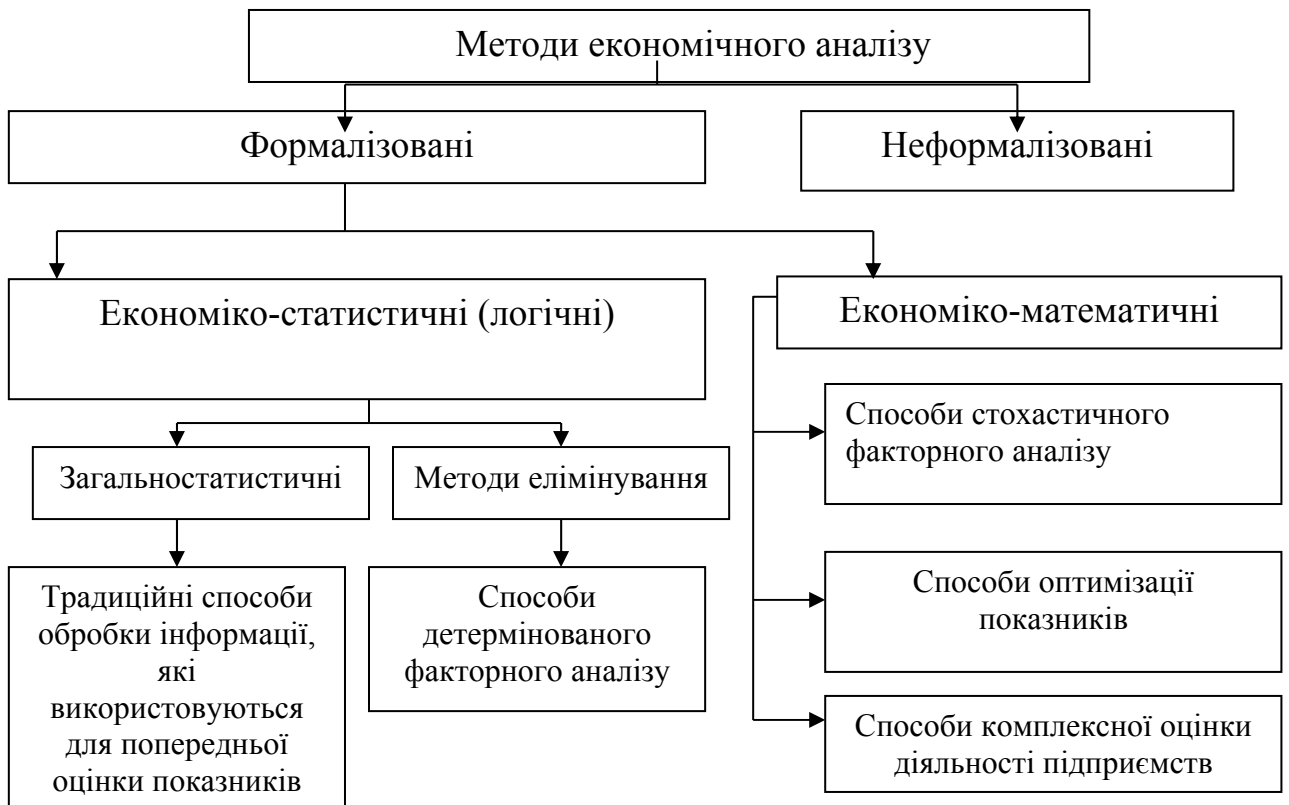 Методи економічного аналізу
Формалізовані
Неформалізовані
Економіко-статистичні (логічні)
Економіко-математичні
Способи стохастичного
факторного аналізу
Загальностатистичні
Методи елімінування
Способи оптимізації
показників
Традиційні способи
обробки інформації,
які
використовуються
для попередньої
оцінки показників
Способи
детермінованого
факторного аналізу
Способи комплексної оцінки
діяльності підприємств